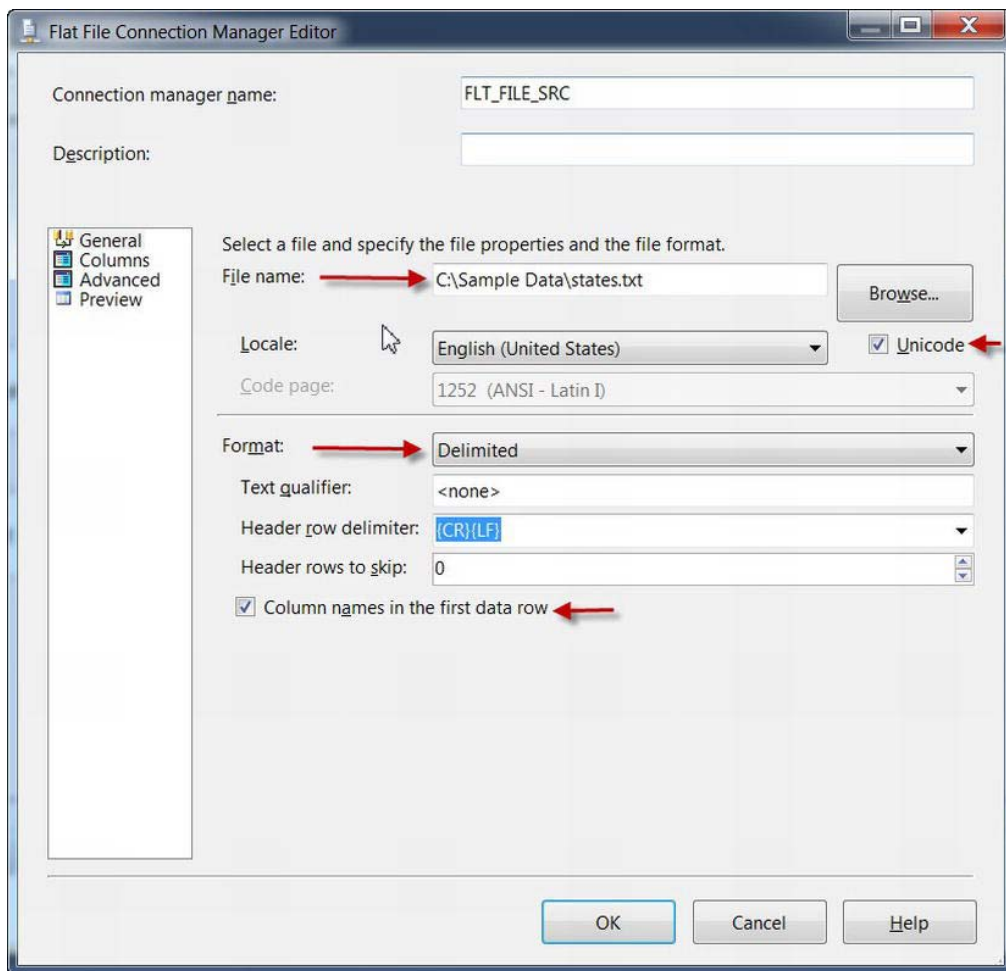 Flat File Connection Manager Editor
Connection manager name: FLT_FILE_SRC
Description:
General
Columns
Advanced
Preview
Select a file and specify the file properties and the file format.
File name: C:\Sample Data\states.txt Browse...
Locale: English (United States) Unicode
Code page: 1252 (ANSI - Latin I)
Format: Delimited
Text qualifier: <none>
Header row delimiter: {CR}{LF}
Header rows to skip: 0
Column names in the first data row
OK Cancel Help